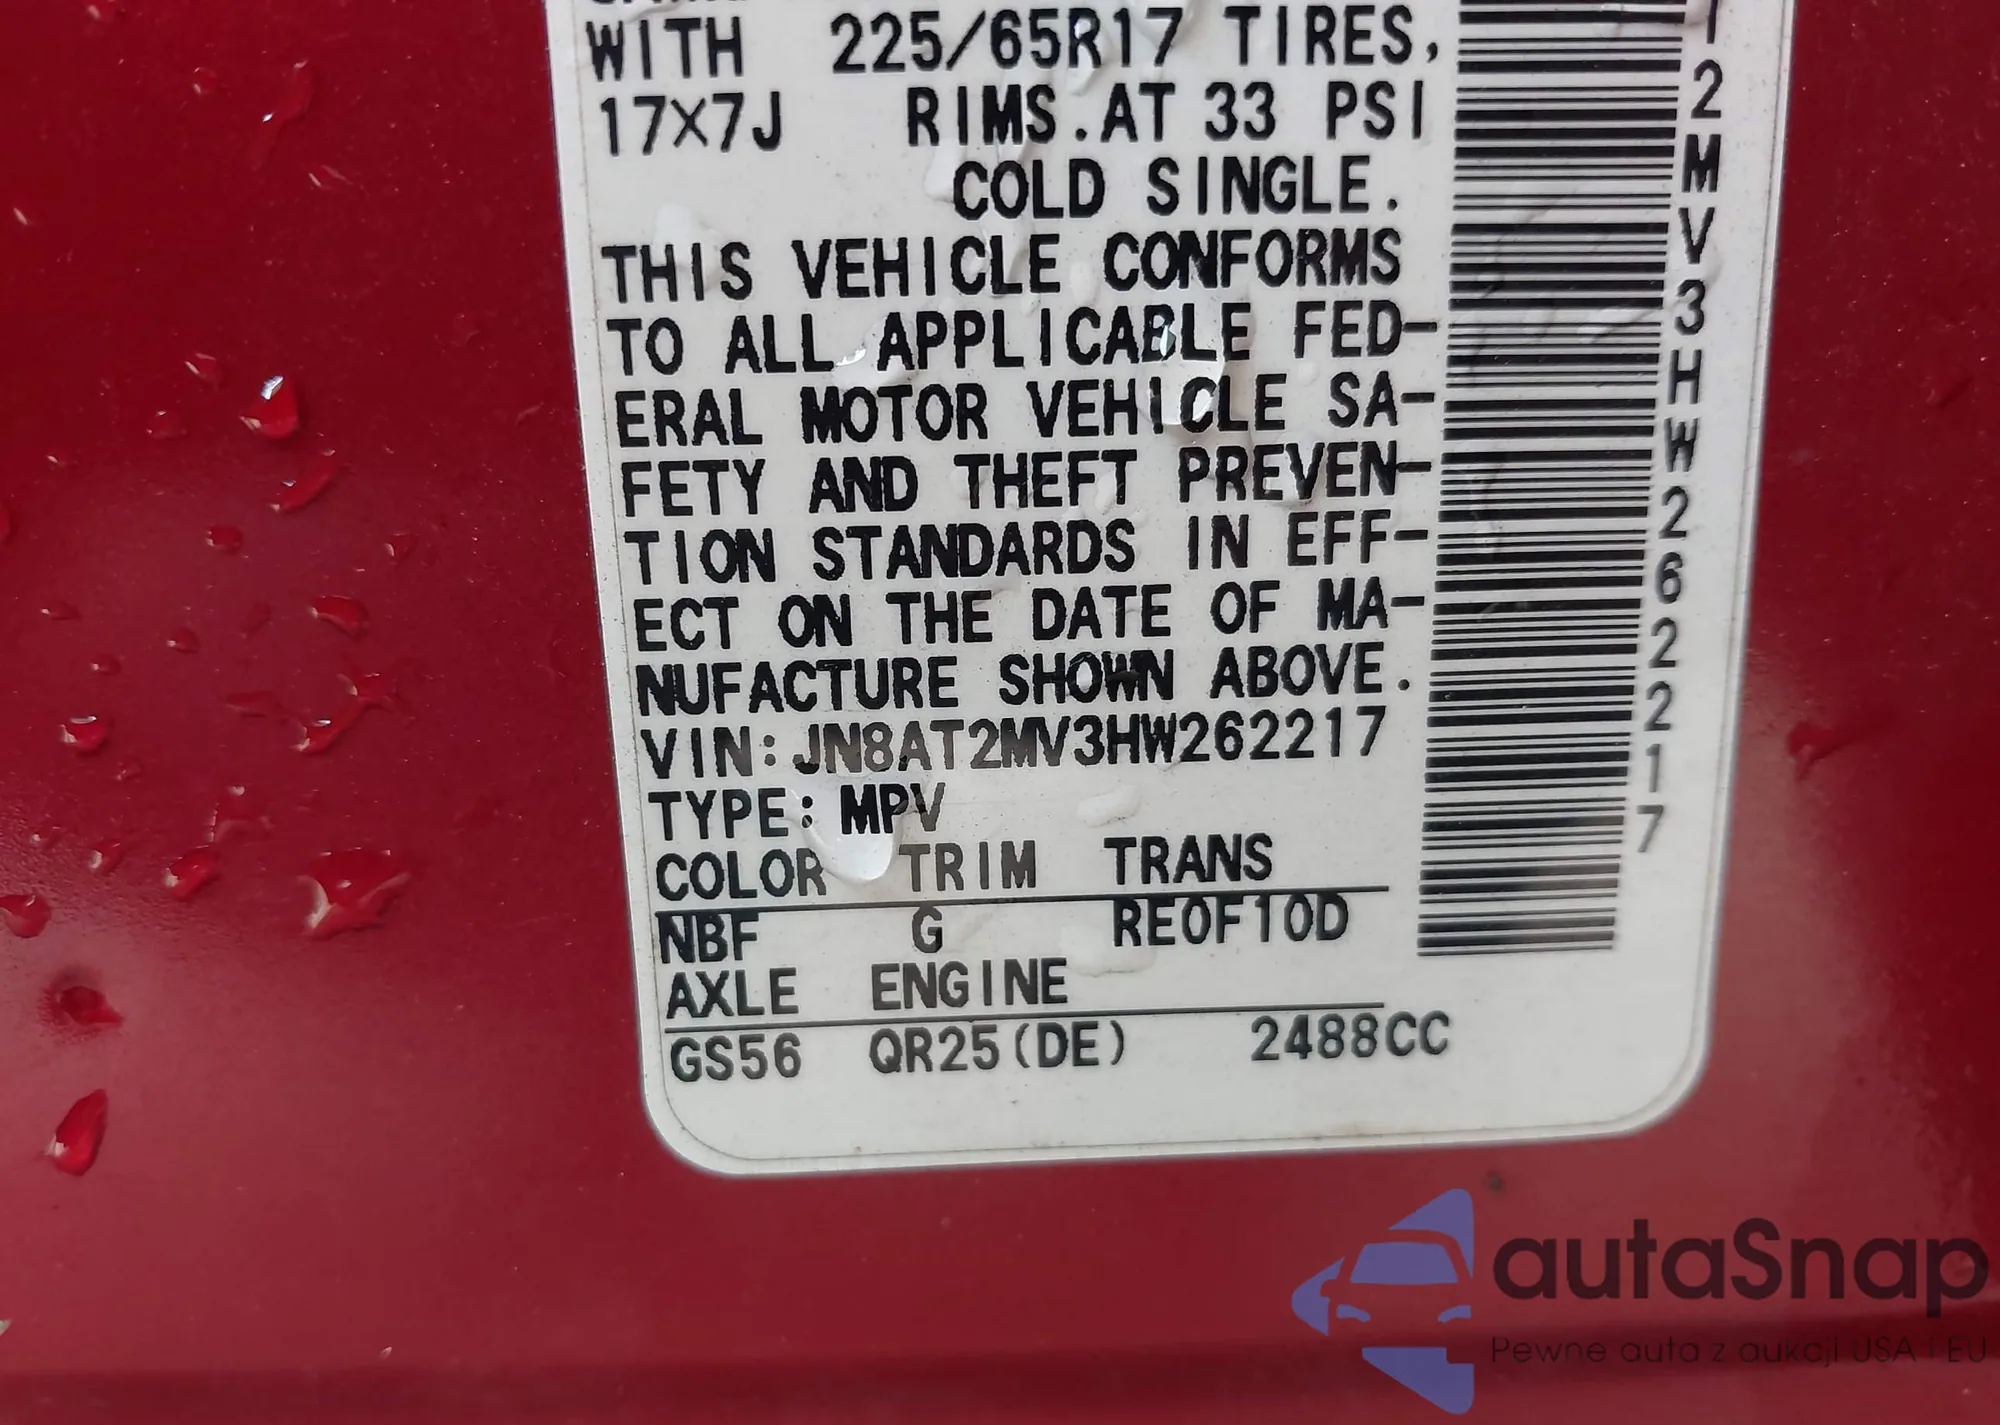 WITH 225/65R17 TIRES,
17X7J RIMS.AT 33 PSI
COLD SINGLE.
THIS VEHICLE CONFORMS
TO ALL APPLICABLE FED-
ERAL MOTOR VEHICLE SA-
FETY AND THEFT PREVEN-
TION STANDARDS IN EFF-
ECT ON THE DATE OF MA-
NUFACTURE SHOWN ABOVE.
VIN:JN8AT2MV3HW262217
TYPE:MPV
COLOR TRIM TRANS
NBF G RE0F10D
AXLE ENGINE
GS56 QR25(DE) 2488CC
T2MV3HW262217
autaSnap
Pewne auta z aukcji USA i EU